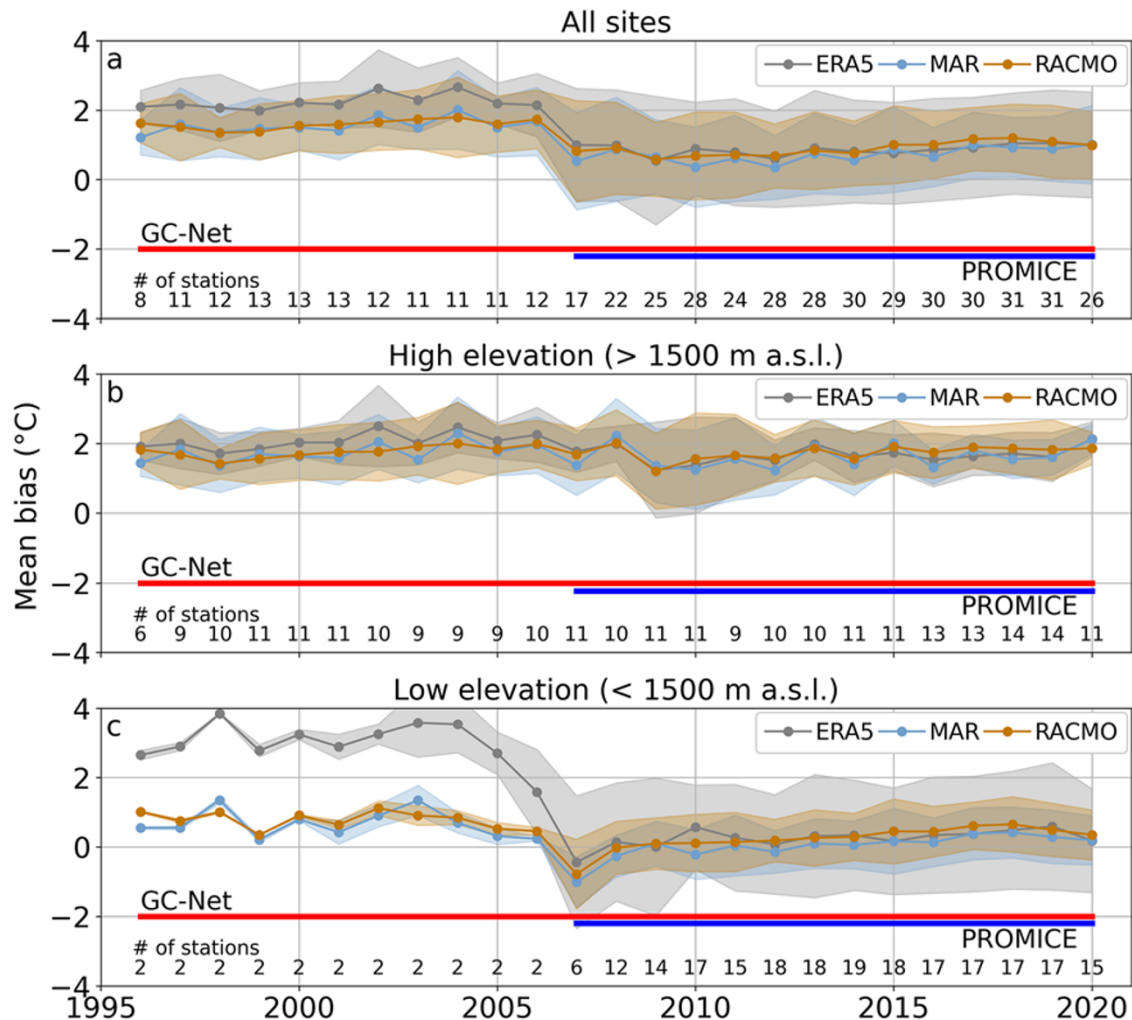 All sites
a
ERA5 MAR RACMO
4
2
0
−2
−4
GC-Net
PROMICE
# of stations
8 11 12 13 13 13 12 11 11 11 12 17 22 25 28 24 28 28 30 29 30 30 31 31 26
High elevation (> 1500 m a.s.l.)
b
ERA5 MAR RACMO
4
2
0
−2
−4
Mean bias (°C)
GC-Net
PROMICE
# of stations
6 9 10 11 11 11 10 9 9 9 10 11 10 11 11 9 10 10 11 11 13 13 14 14 11
Low elevation (< 1500 m a.s.l.)
c
ERA5 MAR RACMO
4
2
0
−2
−4
GC-Net
PROMICE
# of stations
2 2 2 2 2 2 2 2 2 2 2 6 12 14 17 15 18 18 19 18 17 17 17 17 15
1995 2000 2005 2010 2015 2020